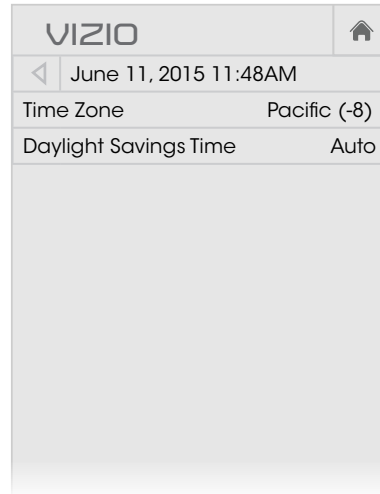 VIZIO
June 11, 2015 11:48AM
Time Zone Pacific (-8)
Daylight Savings Time Auto